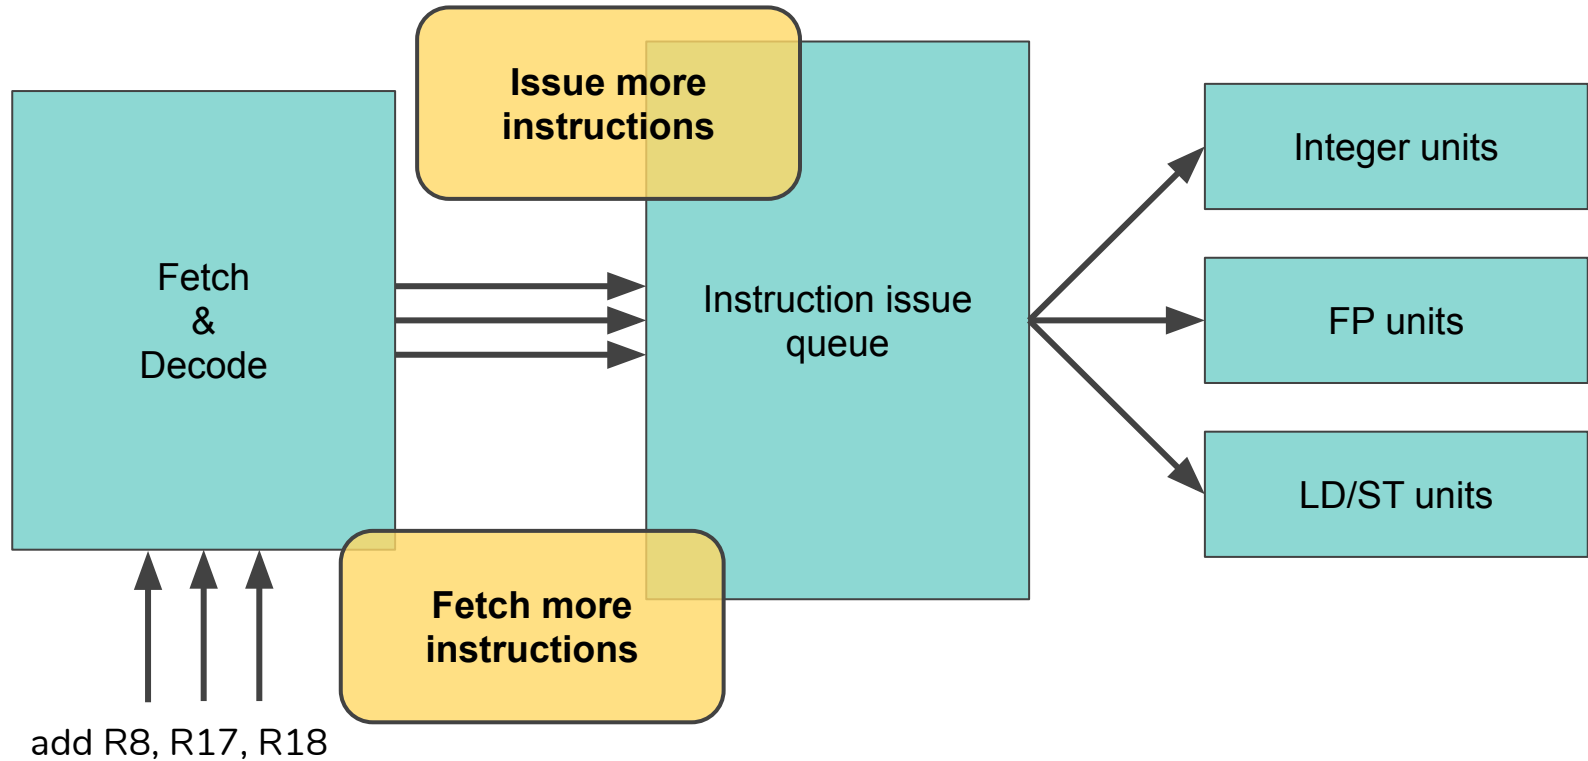 Issue more
instructions
Fetch
&
Decode
Instruction issue
queue
Integer units
FP units
LD/ST units
Fetch more
instructions
add R8, R17, R18